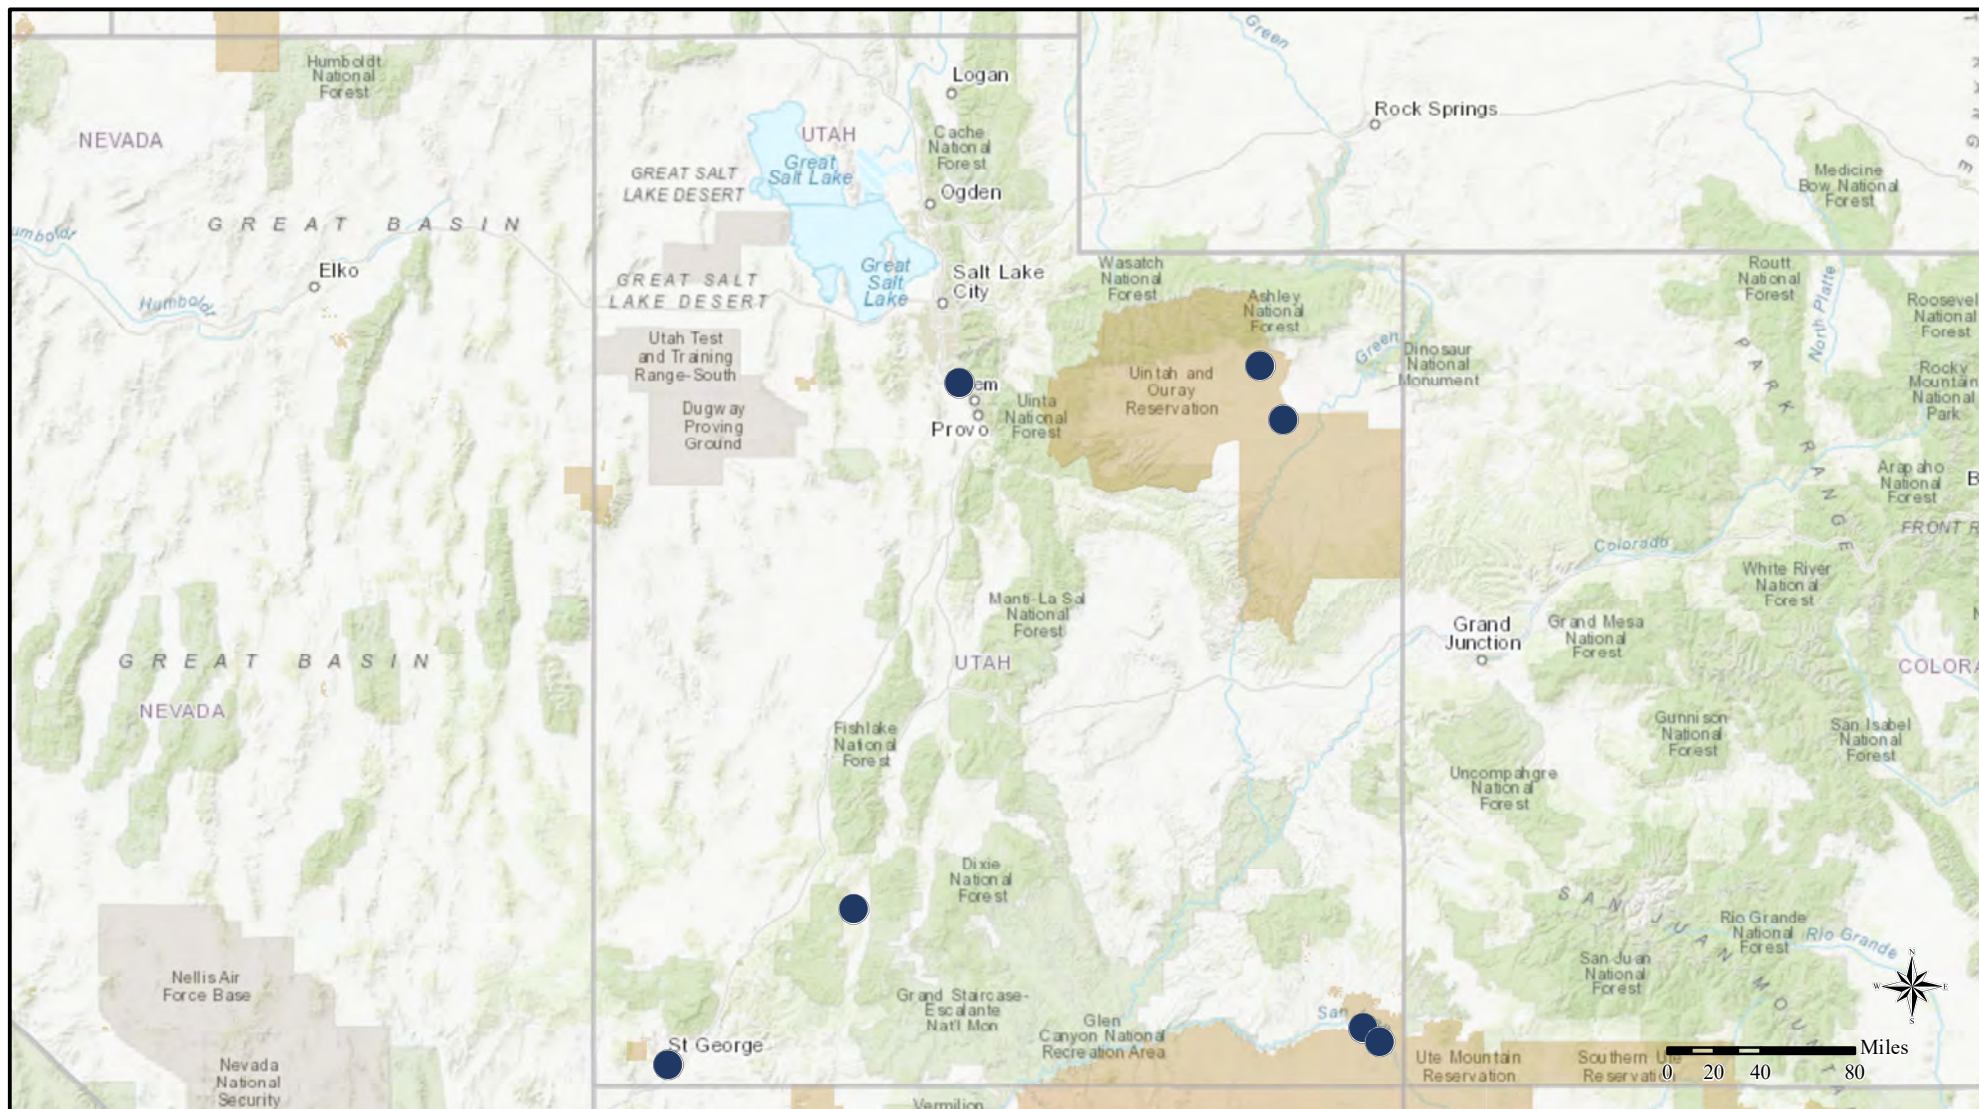 Humboldt
National
Forest
NEVADA
GREAT BASIN
Humboldt
Elko
GREAT BASIN
NEVADA
Nellis Air
Force Base
Nevada
National
Security
Logan
UTAH
Great
Salt Lake
Cache
National
Forest
GREAT SALT
LAKE DESERT
Ogden
GREAT SALT
LAKE DESERT
Great
Salt
Lake
Salt Lake
City
Utah Test
and Training
Range-South
Dugway
Proving
Ground
em
Provo
Uinta
National
Forest
Wasatch
National
Forest
Ashley
National
Forest
Uintah and
Ouray
Reservation
Green
Dinosaur
National
Monument
Green
Rock Springs
Medicine
Bow National
Forest
Routt
National
Forest
North Platte
Roosevel
National
Forest
Rocky
Mountain
National
Park
PARK RANGE
Arapaho
National
Forest
B
FRONT R
Colorado
White River
National
Forest
Manti-La Sal
National
Forest
UTAH
Grand
Junction
Grand Mesa
National
Forest
COLORA
Fishlake
National
Forest
Gunnison
National
Forest
San Isabel
National
Forest
Uncompahgre
National
Forest
Dixie
National
Forest
SAN JUAN MOUNTA
Rio Grande
National
Forest
Rio Grande
San Juan
National
Forest
Grand Staircase-
Escalante
Nat'l Mon
Glen
Canyon National
Recreation Area
San
St George
Ute Mountain
Reservation
Southern Ute
Reservatio
Vermilion
N
W
E
S
Miles
0 20 40 80